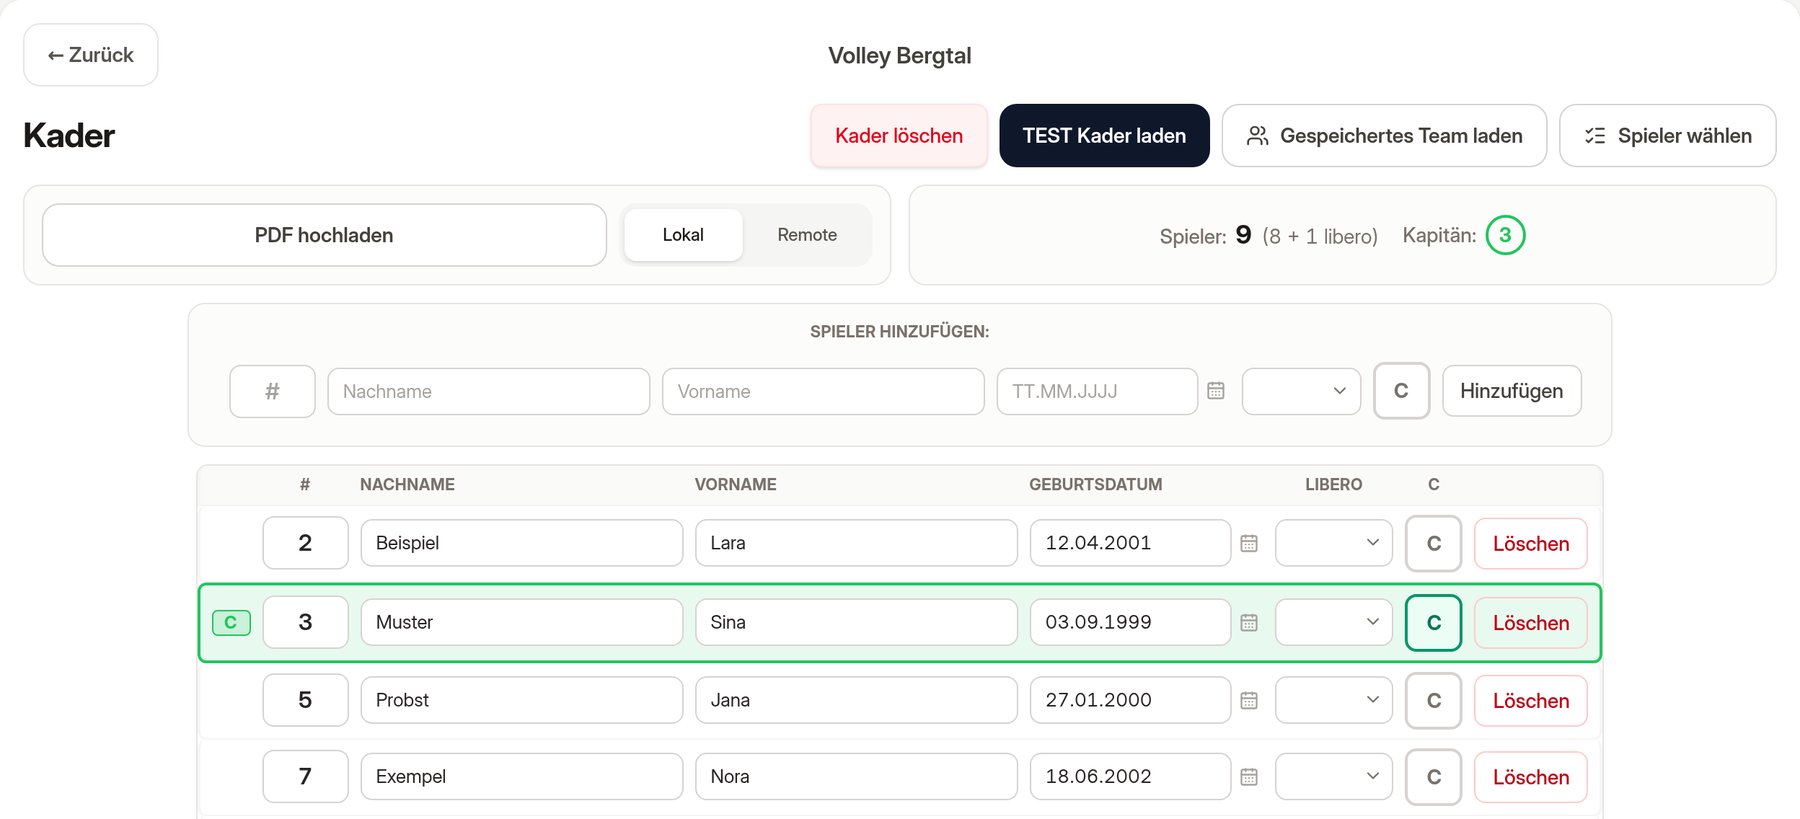 ← Zurück
Volley Bergtal
Kader
Kader löschen
TEST Kader laden
Gespeichertes Team laden
Spieler wählen
PDF hochladen
Lokal
Remote
Spieler: 9 (8 + 1 libero) Kapitän: 3
SPIELER HINZUFÜGEN:
# Nachname Vorname TT.MM.JJJJ C Hinzufügen
# NACHNAME VORNAME GEBURTSDATUM LIBERO C
2 Beispiel Lara 12.04.2001 C Löschen
C 3 Muster Sina 03.09.1999 C Löschen
5 Probst Jana 27.01.2000 C Löschen
7 Exempel Nora 18.06.2002 C Löschen